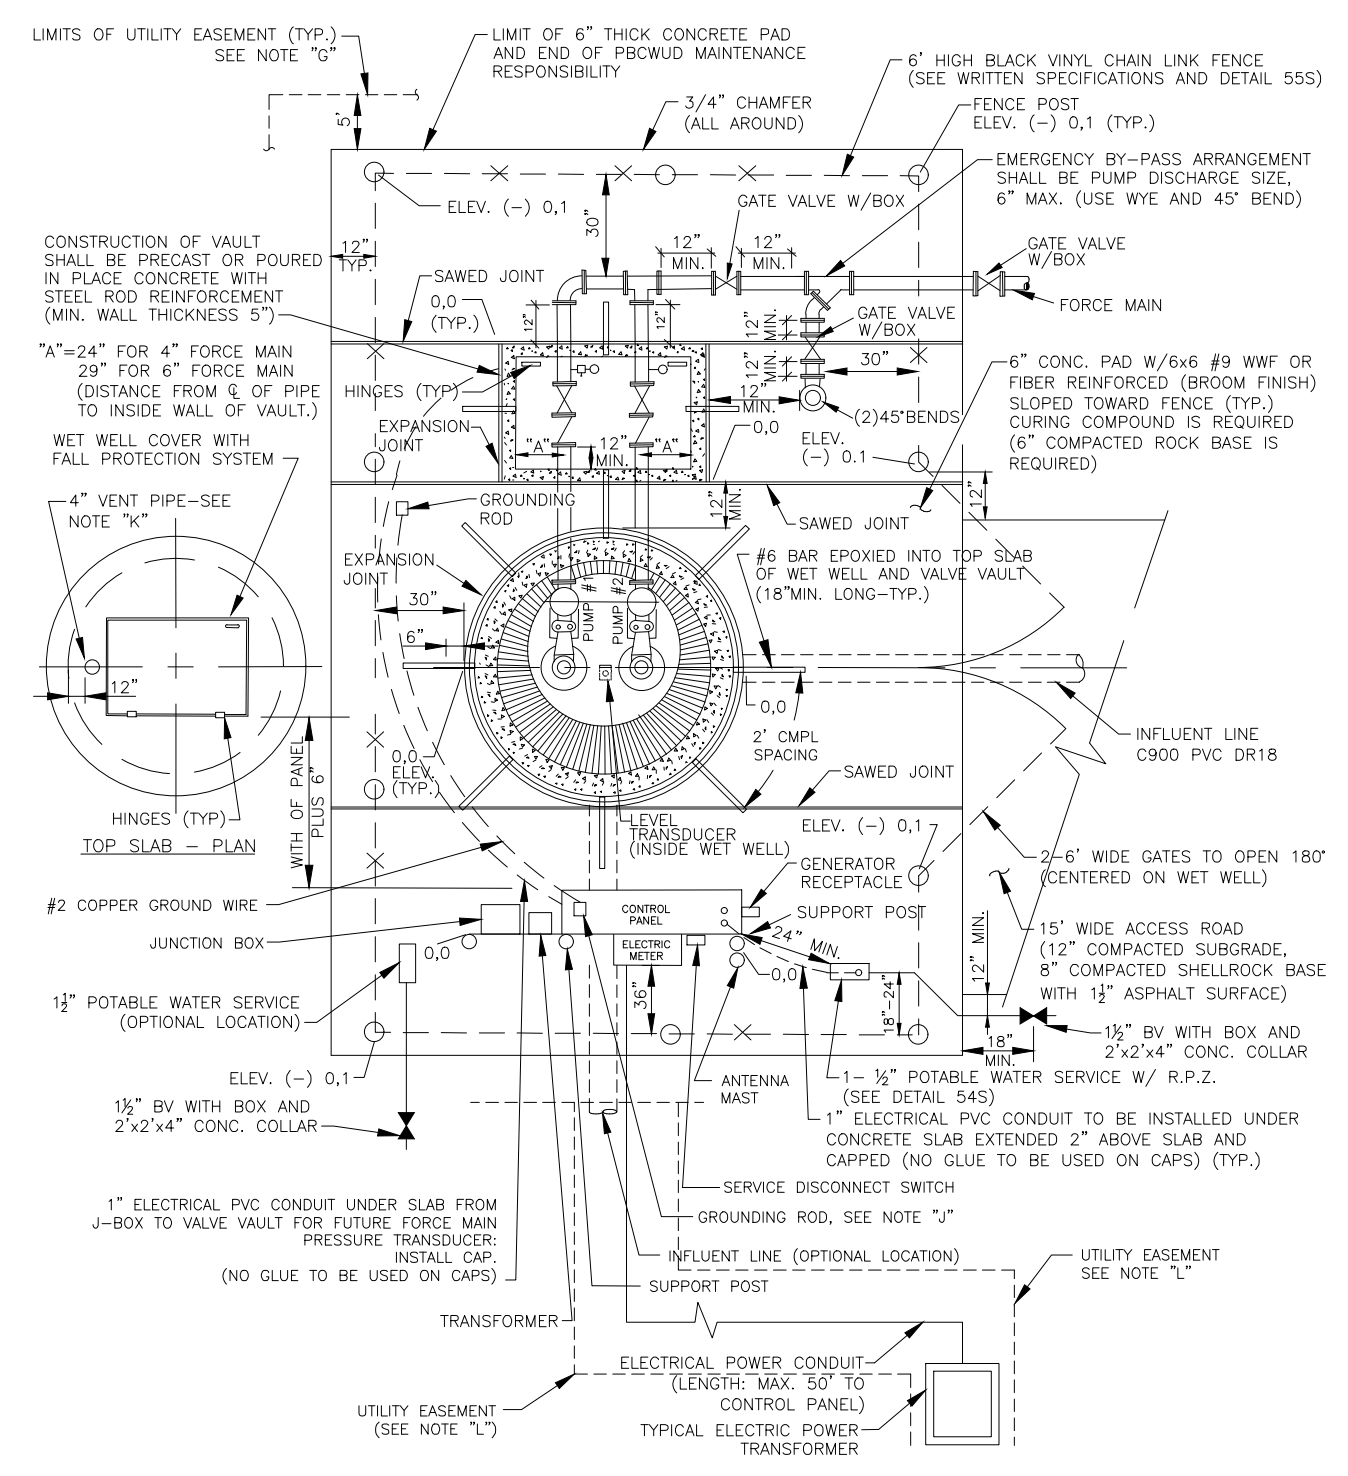 LIMITS OF UTILITY EASEMENT (TYP.)
SEE NOTE "G"
5'
LIMIT OF 6" THICK CONCRETE PAD
AND END OF PBCWUD MAINTENANCE
RESPONSIBILITY
3/4" CHAMFER
(ALL AROUND)
6' HIGH BLACK VINYL CHAIN LINK FENCE
(SEE WRITTEN SPECIFICATIONS AND DETAIL 55S)
FENCE POST
ELEV. (-) 0,1 (TYP.)
EMERGENCY BY-PASS ARRANGEMENT
SHALL BE PUMP DISCHARGE SIZE,
6" MAX. (USE WYE AND 45° BEND)
ELEV. (-) 0,1
30"
GATE VALVE W/BOX
CONSTRUCTION OF VAULT
SHALL BE PRECAST OR POURED
IN PLACE CONCRETE WITH
STEEL ROD REINFORCEMENT
(MIN. WALL THICKNESS 5")
12"
TYP.
12"
MIN.
12"
MIN.
GATE VALVE
W/BOX
SAWED JOINT
0,0
(TYP.)
12"
12"
FORCE MAIN
GATE VALVE
W/BOX
12"
MIN.
12"
MIN.
30"
"A"=24" FOR 4" FORCE MAIN
29" FOR 6" FORCE MAIN
(DISTANCE FROM ℄ OF PIPE
TO INSIDE WALL OF VAULT.)
HINGES (TYP)
12"
MIN.
6" CONC. PAD W/6x6 #9 WWF OR
FIBER REINFORCED (BROOM FINISH)
SLOPED TOWARD FENCE (TYP.)
CURING COMPOUND IS REQUIRED
(6" COMPACTED ROCK BASE IS
REQUIRED)
(2)45°BENDS
0,0
EXPANSION
JOINT
"A"
12"
MIN.
"A"
ELEV.
(-) 0.1
WET WELL COVER WITH
FALL PROTECTION SYSTEM
4" VENT PIPE-SEE
NOTE "K"
GROUNDING
ROD
12"
MIN.
12"
SAWED JOINT
EXPANSION
JOINT
#6 BAR EPOXIED INTO TOP SLAB
OF WET WELL AND VALVE VAULT
(18"MIN. LONG-TYP.)
30"
PUMP #1
PUMP #2
6"
12"
0,0
INFLUENT LINE
C900 PVC DR18
2' CMPL
SPACING
0,0
ELEV.
(TYP.)
SAWED JOINT
WITH OF PANEL
PLUS 6"
HINGES (TYP)
TOP SLAB - PLAN
LEVEL
TRANSDUCER
(INSIDE WET WELL)
ELEV. (-) 0,1
2-6' WIDE GATES TO OPEN 180°
(CENTERED ON WET WELL)
GENERATOR
RECEPTACLE
#2 COPPER GROUND WIRE
CONTROL
PANEL
SUPPORT POST
JUNCTION BOX
0,0
ELECTRIC
METER
24" MIN.
0,0
12" MIN.
15' WIDE ACCESS ROAD
(12" COMPACTED SUBGRADE,
8" COMPACTED SHELLROCK BASE
WITH 1½" ASPHALT SURFACE)
1½" POTABLE WATER SERVICE
(OPTIONAL LOCATION)
36"
18"-24"
18"
MIN.
1½" BV WITH BOX AND
2'x2'x4" CONC. COLLAR
ELEV. (-) 0,1
ANTENNA
MAST
1- ½" POTABLE WATER SERVICE W/ R.P.Z.
(SEE DETAIL 54S)
1½" BV WITH BOX AND
2'x2'x4" CONC. COLLAR
1" ELECTRICAL PVC CONDUIT TO BE INSTALLED UNDER
CONCRETE SLAB EXTENDED 2" ABOVE SLAB AND
CAPPED (NO GLUE TO BE USED ON CAPS) (TYP.)
SERVICE DISCONNECT SWITCH
1" ELECTRICAL PVC CONDUIT UNDER SLAB FROM
J-BOX TO VALVE VAULT FOR FUTURE FORCE MAIN
PRESSURE TRANSDUCER:
INSTALL CAP.
(NO GLUE TO BE USED ON CAPS)
GROUNDING ROD, SEE NOTE "J"
INFLUENT LINE (OPTIONAL LOCATION)
UTILITY EASEMENT
SEE NOTE "L"
SUPPORT POST
TRANSFORMER
ELECTRICAL POWER CONDUIT
(LENGTH: MAX. 50' TO
CONTROL PANEL)
UTILITY EASEMENT
(SEE NOTE "L")
TYPICAL ELECTRIC POWER
TRANSFORMER